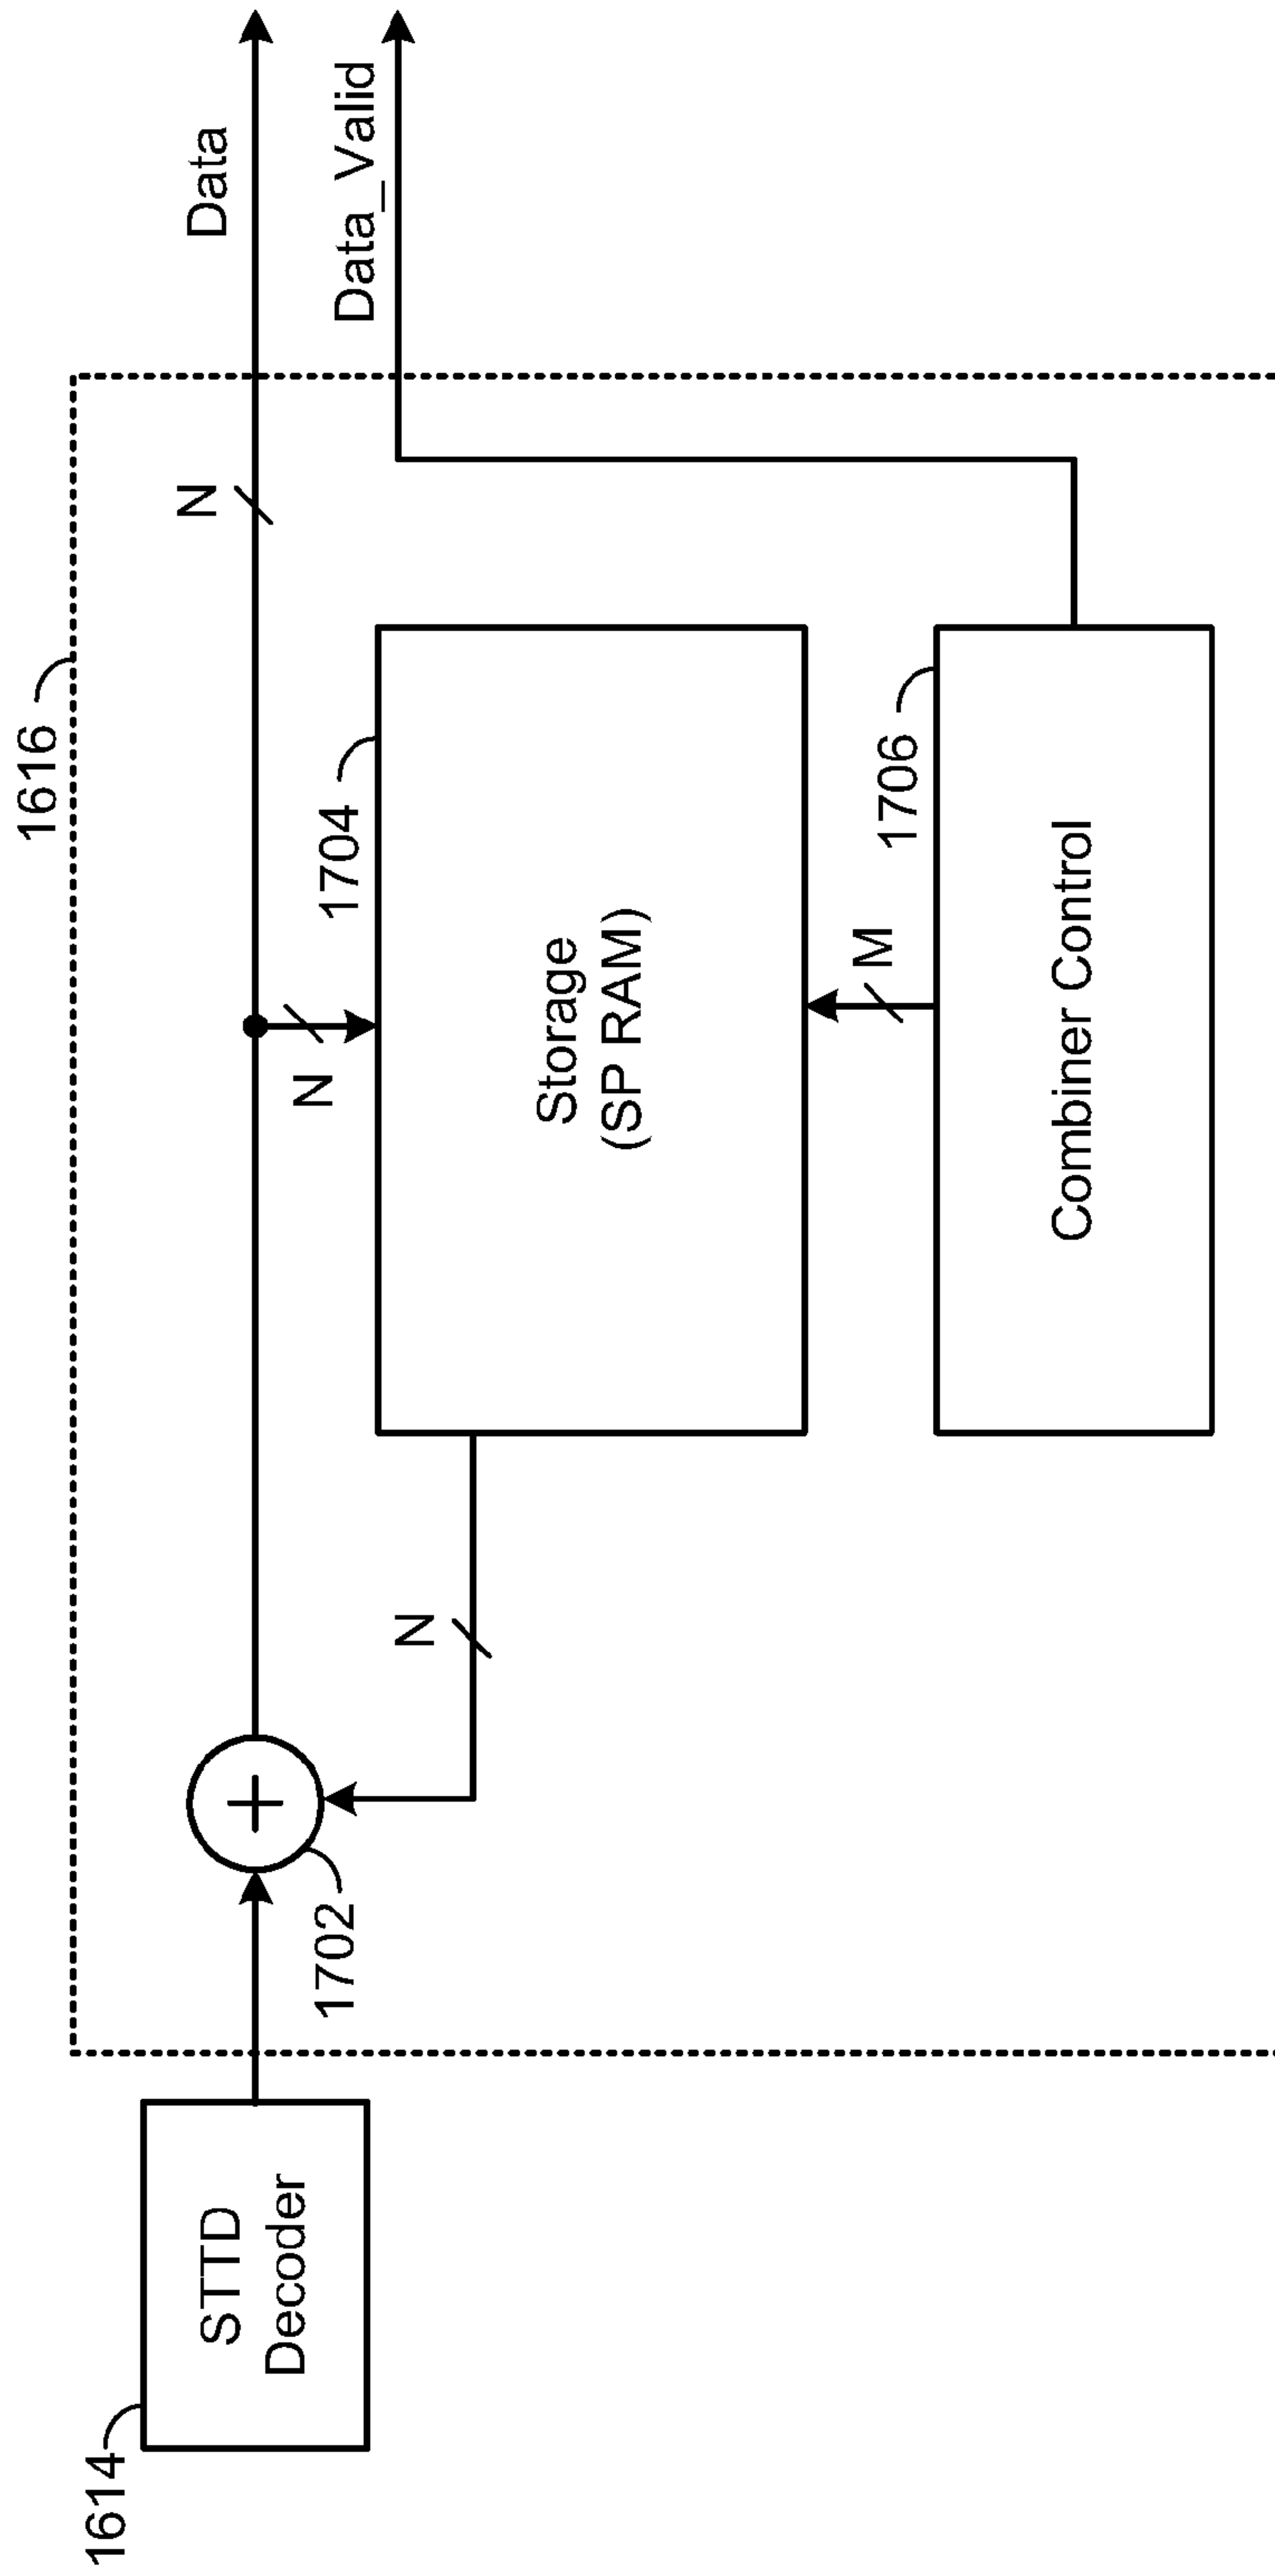 1616
Data
N
Data_Valid
1614
STTD
Decoder
1702
N
N
1704
Storage
(SP RAM)
M
1706
Combiner Control